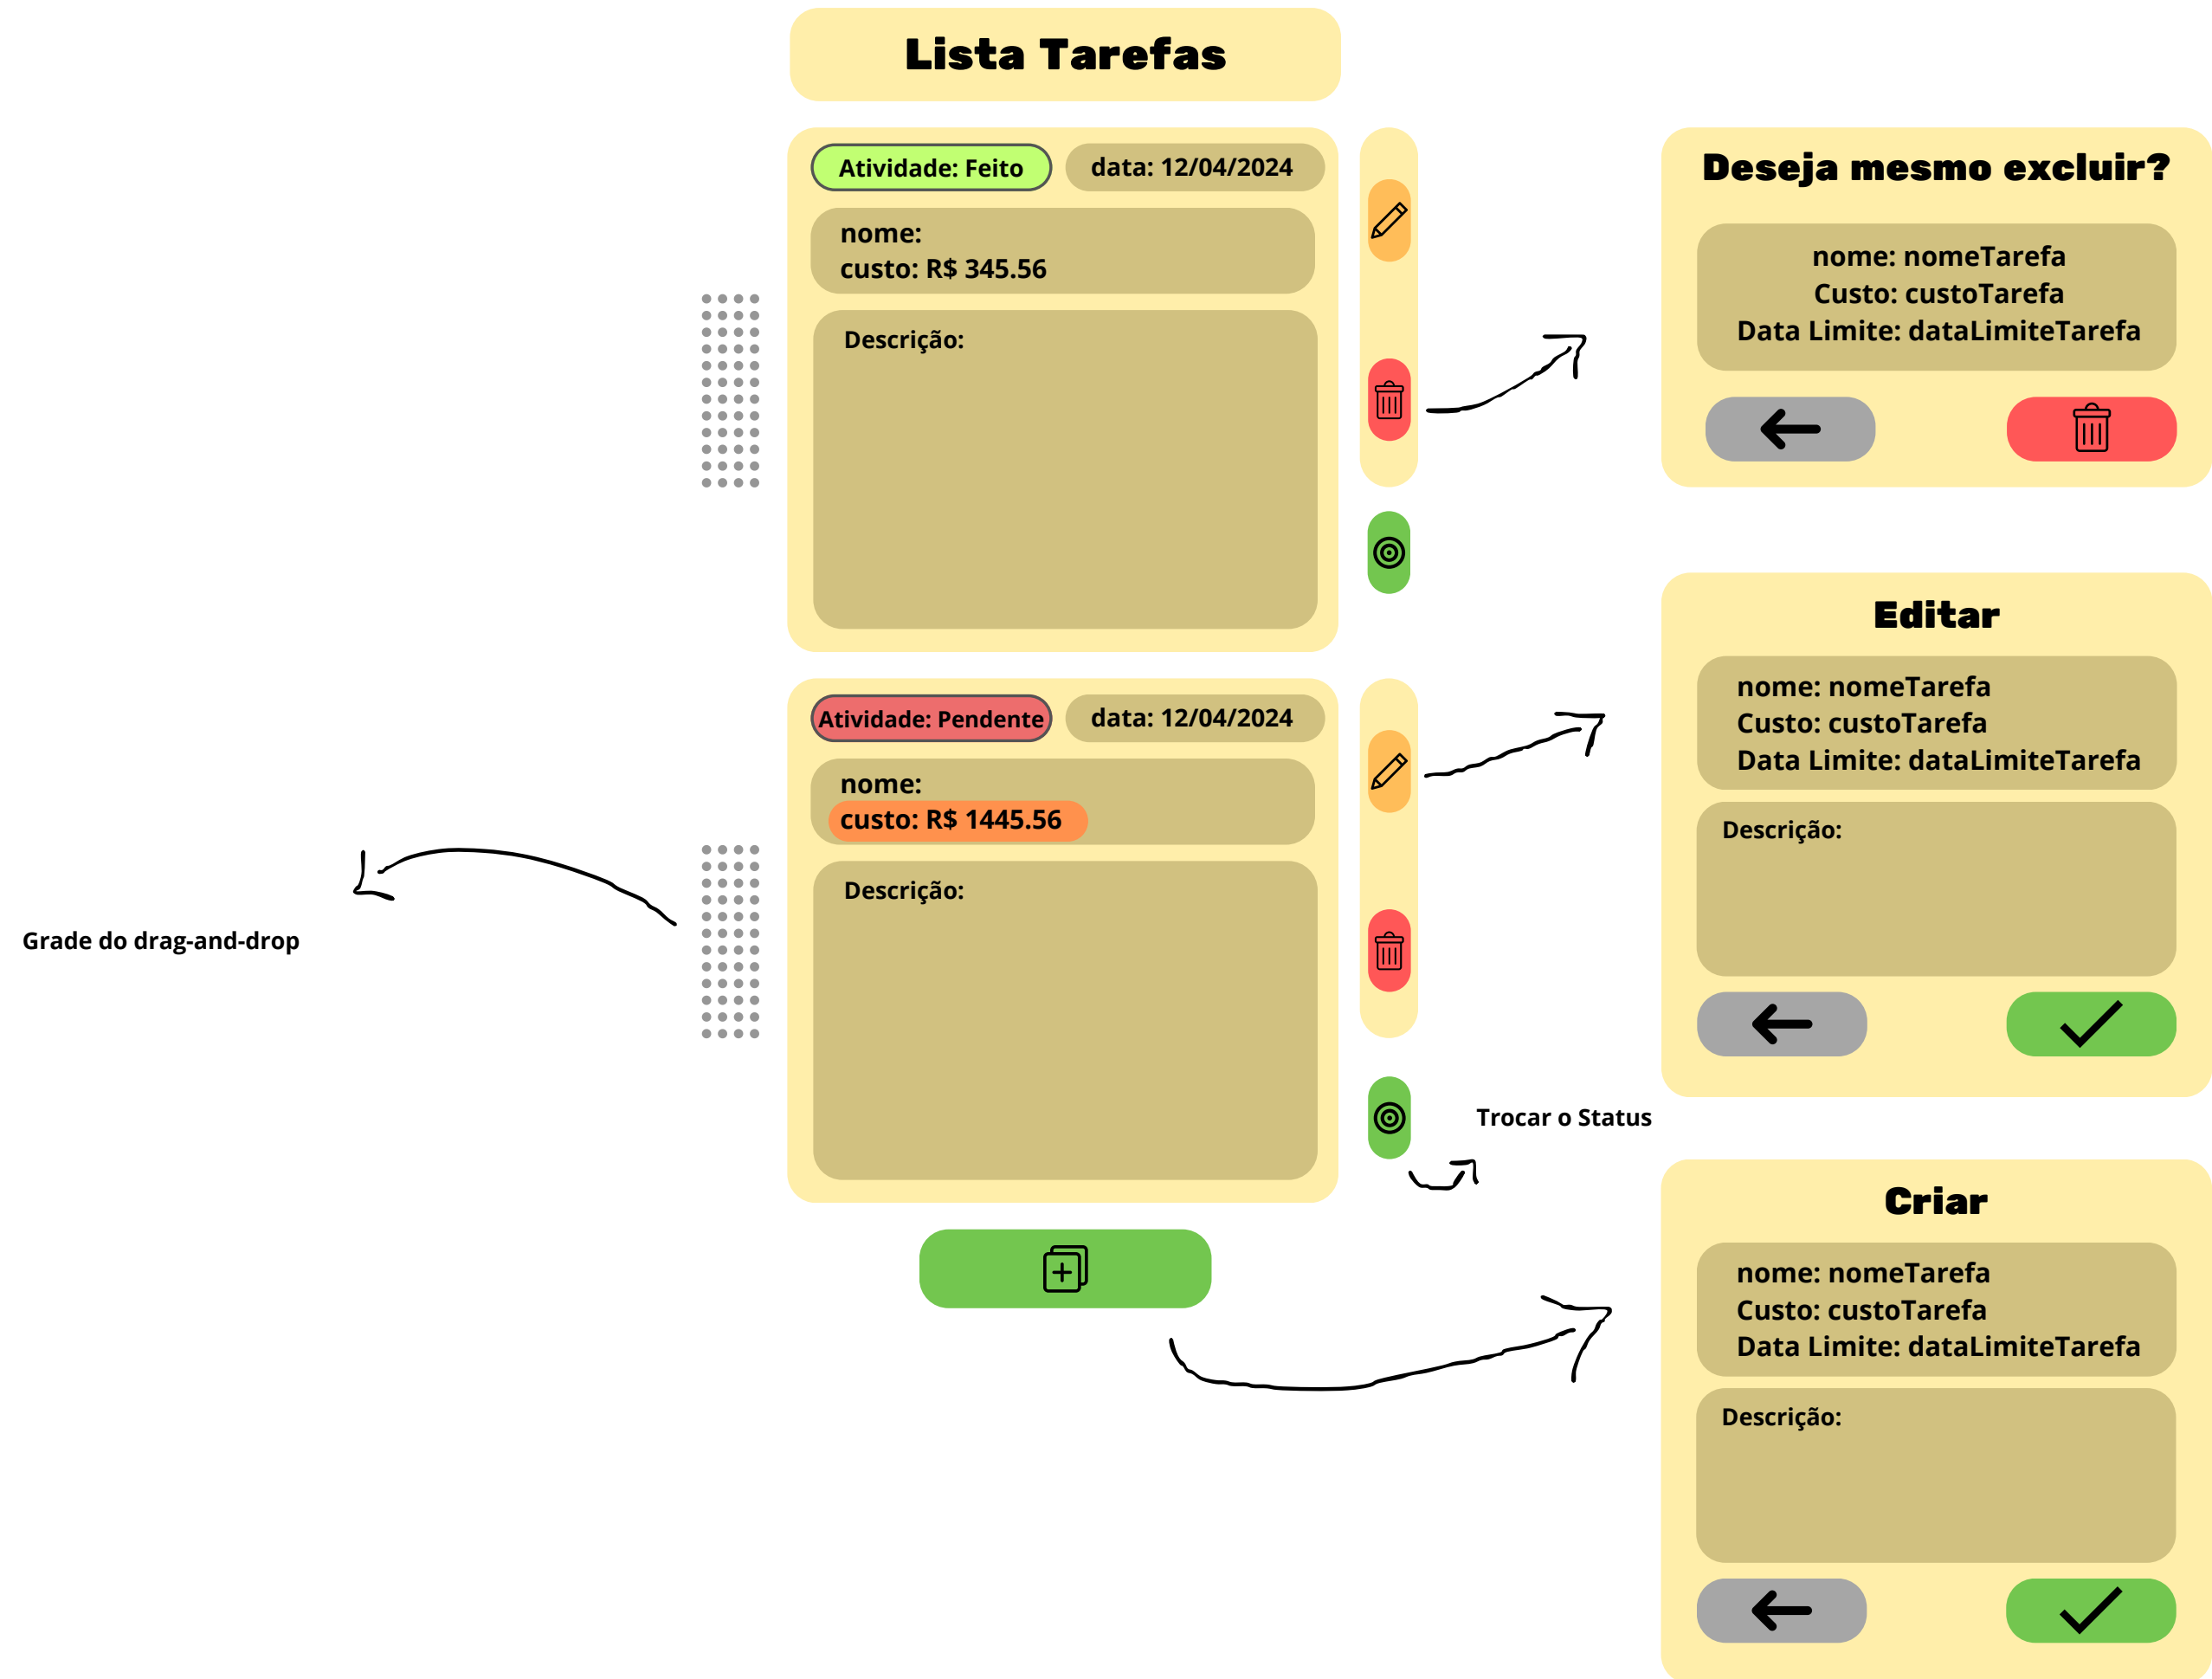 Lista Tarefas
Atividade: Feito
data: 12/04/2024
nome:
custo: R$ 345.56
Descrição:
Deseja mesmo excluir?
nome: nomeTarefa
Custo: custoTarefa
Data Limite: dataLimiteTarefa
Atividade: Pendente
data: 12/04/2024
nome:
custo: R$ 1445.56
Descrição:
Grade do drag-and-drop
Trocar o Status
Editar
nome: nomeTarefa
Custo: custoTarefa
Data Limite: dataLimiteTarefa
Descrição:
Criar
nome: nomeTarefa
Custo: custoTarefa
Data Limite: dataLimiteTarefa
Descrição: